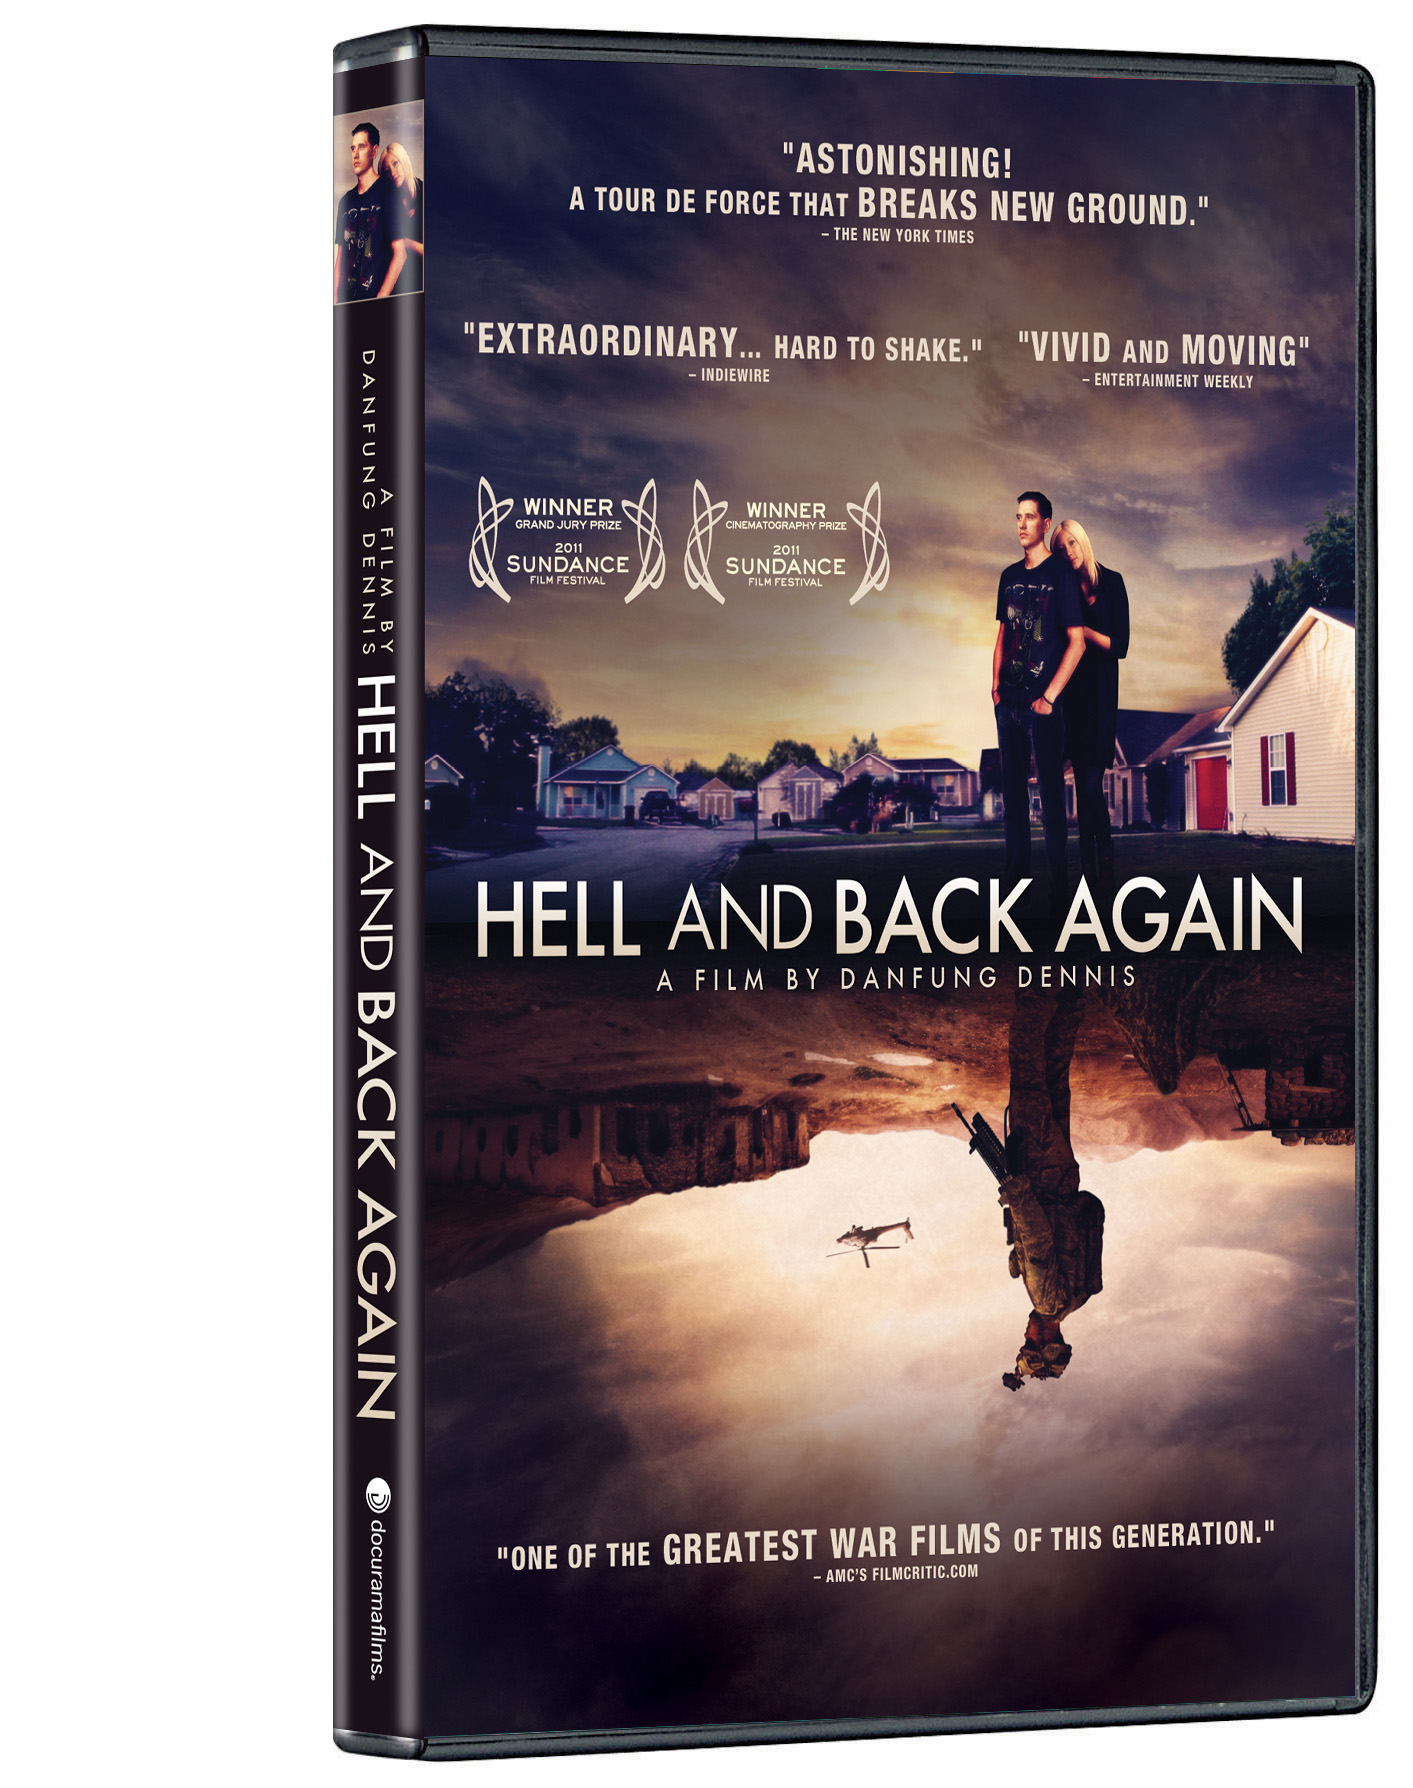 "ASTONISHING!
A TOUR DE FORCE THAT BREAKS NEW GROUND."
– THE NEW YORK TIMES
"EXTRAORDINARY... HARD TO SHAKE."
– INDIEWIRE
"VIVID AND MOVING"
– ENTERTAINMENT WEEKLY
WINNER
GRAND JURY PRIZE
2011
SUNDANCE
FILM FESTIVAL
WINNER
CINEMATOGRAPHY PRIZE
2011
SUNDANCE
FILM FESTIVAL
HELL AND BACK AGAIN
A FILM BY DANFUNG DENNIS
"ONE OF THE GREATEST WAR FILMS OF THIS GENERATION."
– AMC'S FILMCRITIC.COM
A FILM BY
DANFUNG DENNIS
HELL AND BACK AGAIN
docuramafilms.